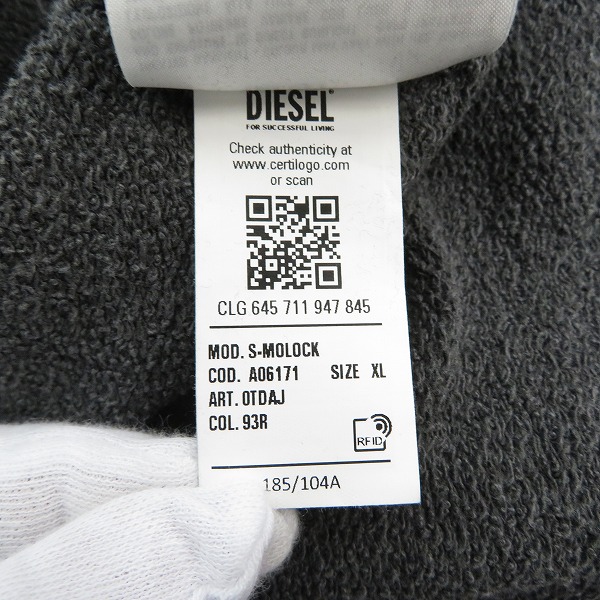 DIESEL
FOR SUCCESSFUL LIVING
Check authenticity at
www.certilogo.com
or scan
CLG 645 711 947 845
MOD. S-MOLOCK
COD. A06171 SIZE XL
ART. 0TDAJ
COL. 93R
RFID
185/104A